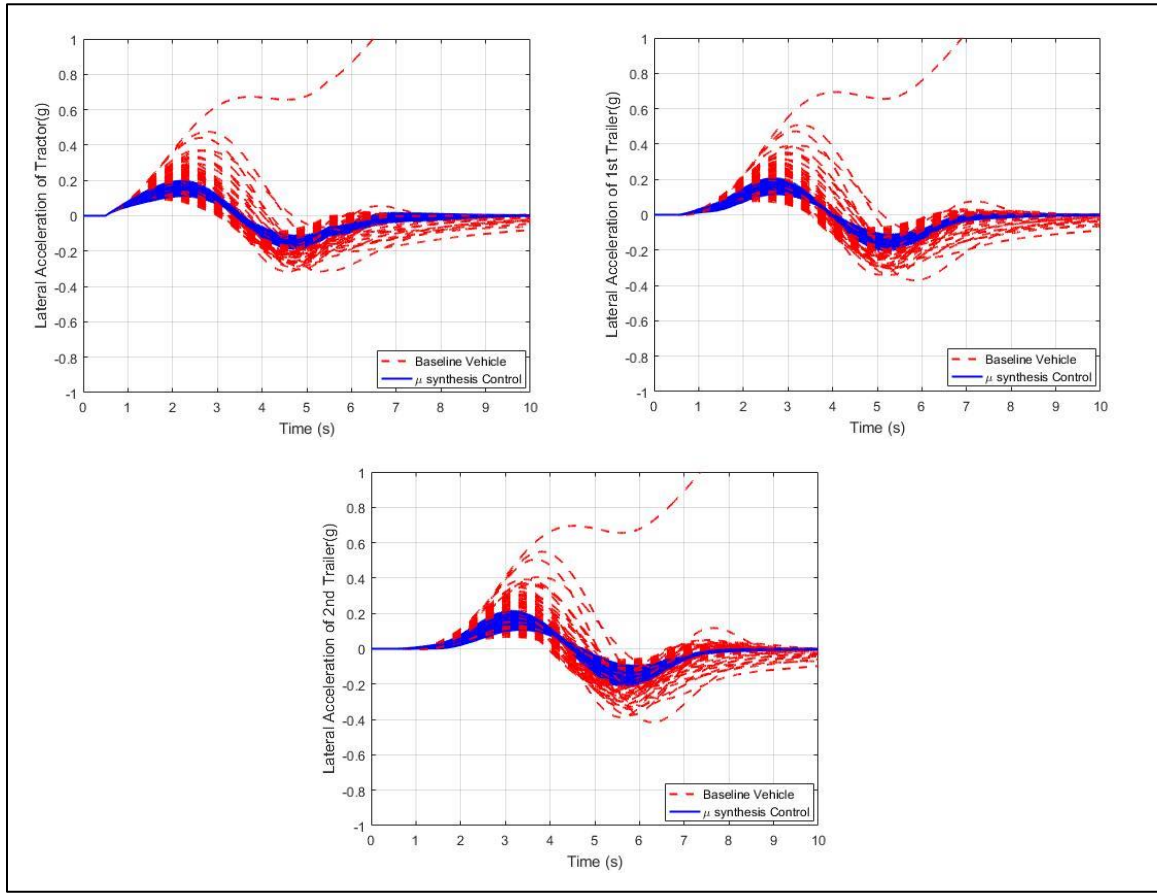 1
0.8
0.6
0.4
0.2
0
-0.2
-0.4
-0.6
-0.8
-1
Lateral Acceleration of Tractor(g)
Baseline Vehicle
μ synthesis Control
0 1 2 3 4 5 6 7 8 9 10
Time (s)
1
0.8
0.6
0.4
0.2
0
-0.2
-0.4
-0.6
-0.8
-1
Lateral Acceleration of 1st Trailer(g)
Baseline Vehicle
μ synthesis Control
0 1 2 3 4 5 6 7 8 9 10
Time (s)
1
0.8
0.6
0.4
0.2
0
-0.2
-0.4
-0.6
-0.8
-1
Lateral Acceleration of 2nd Trailer(g)
Baseline Vehicle
μ synthesis Control
0 1 2 3 4 5 6 7 8 9 10
Time (s)